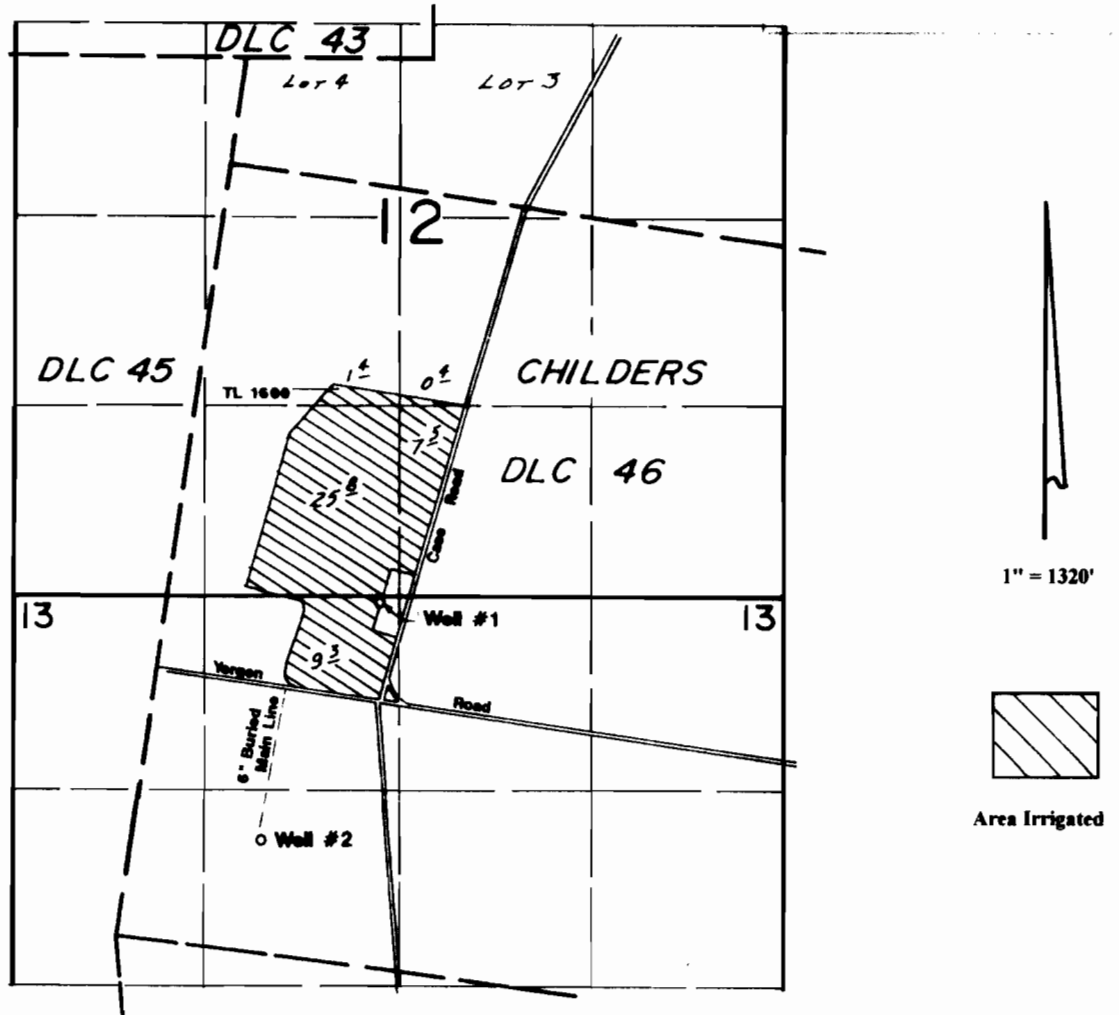 DLC 43
LOT 4
LOT 3
12
DLC 45
TL 1600
1 4
0 4
CHILDERS
7 5
DLC 46
25 8
Case Road
1" = 1320'
13
Well #1
13
9 3
Yergen
Road
6" Buried
Main Line
Well #2
Area Irrigated